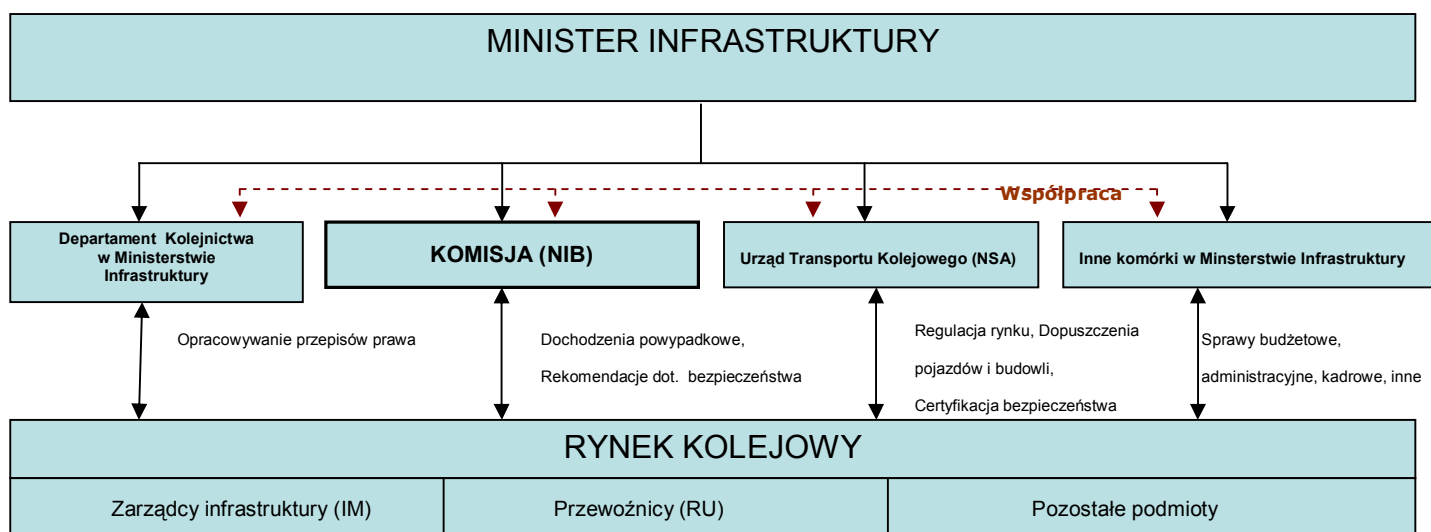 MINISTER INFRASTRUKTURY
Współpraca
Departament Kolejnictwa
w Ministerstwie
Infrastruktury
KOMISJA (NIB)
Urząd Transportu Kolejowego (NSA)
Inne komórki w Minsterstwie Infrastruktury
Opracowywanie przepisów prawa
Dochodzenia powypadkowe,
Rekomendacje dot. bezpieczeństwa
Regulacja rynku, Dopuszczenia
pojazdów i budowli,
Certyfikacja bezpieczeństwa
Sprawy budżetowe,
administracyjne, kadrowe, inne
RYNEK KOLEJOWY
Zarządcy infrastruktury (IM)
Przewoźnicy (RU)
Pozostałe podmioty